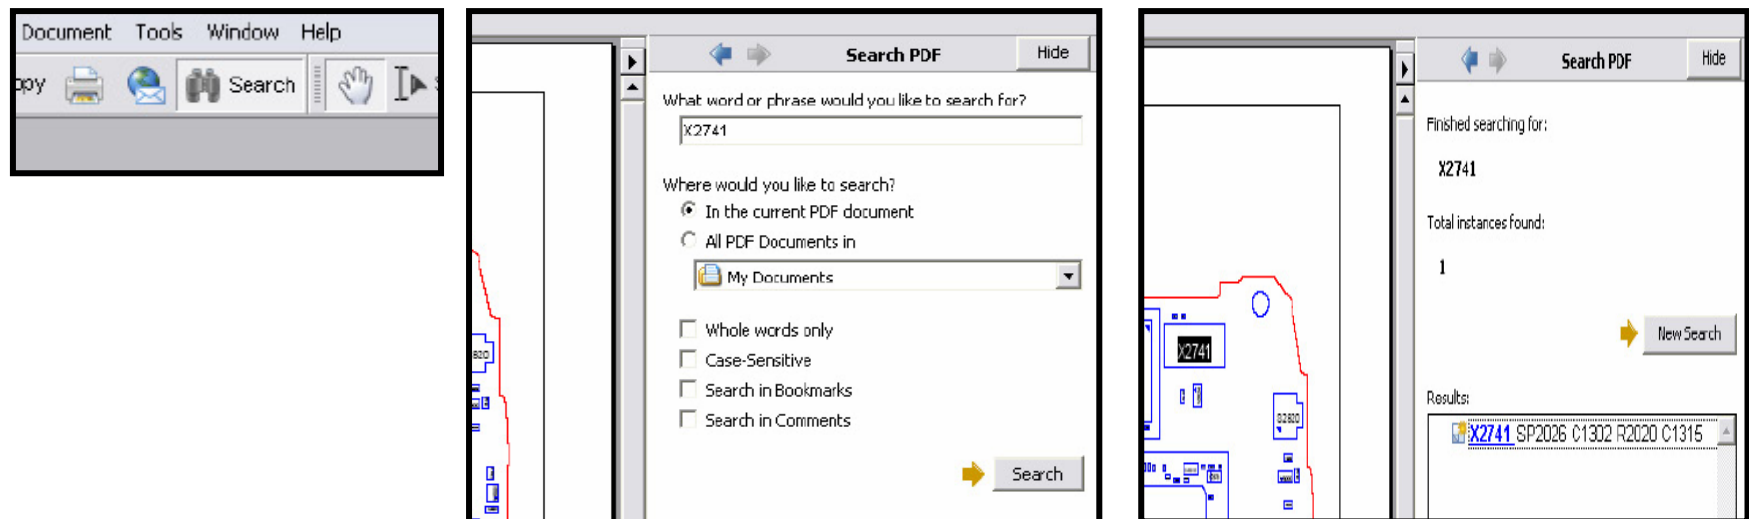 Document Tools Window Help
opy Search
Search PDF Hide
What word or phrase would you like to search for?
X2741
Where would you like to search?
In the current PDF document
All PDF Documents in
My Documents
Whole words only
Case-Sensitive
Search in Bookmarks
Search in Comments
Search
Search PDF Hide
Finished searching for:
X2741
Total instances found:
1
New Search
Results:
X2741 SP2026 C1302 R2020 C1315
X2741